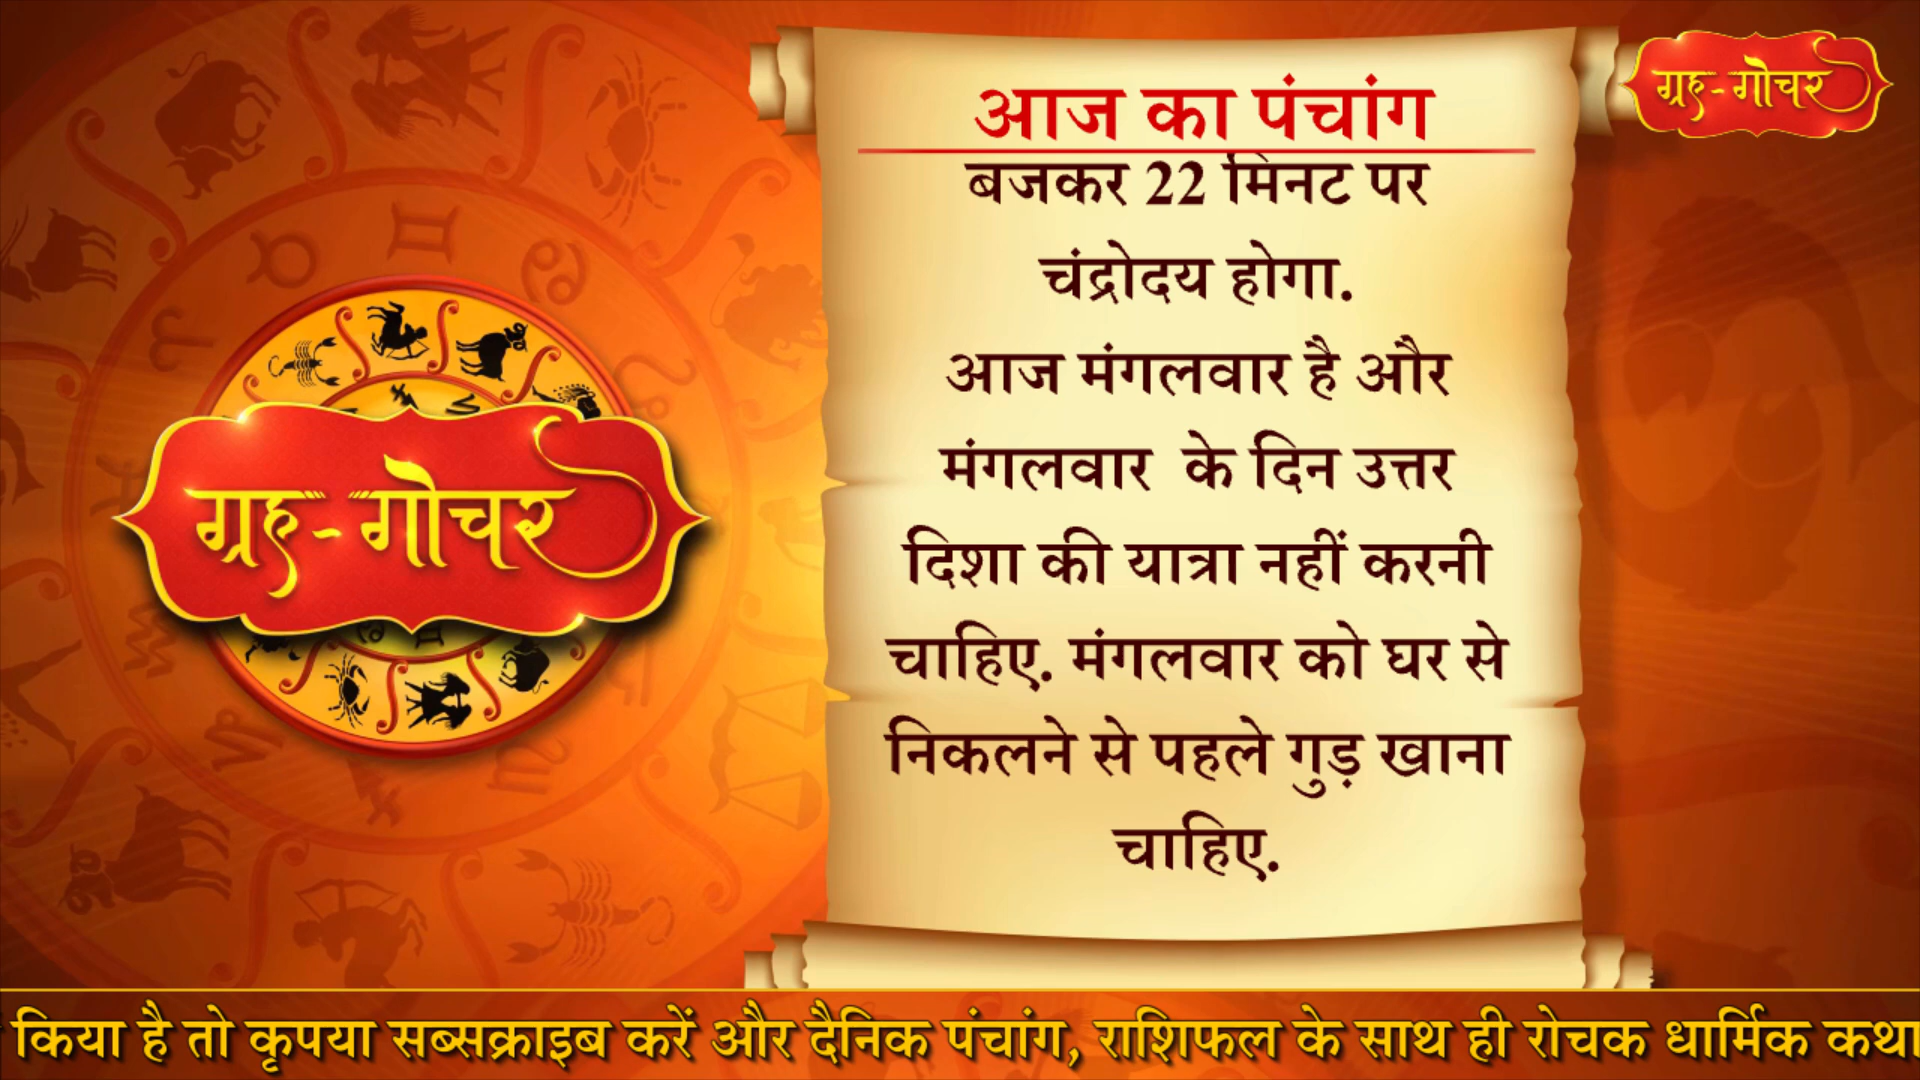 आज का पंचांग
ग्रह-गोचर
बजकर 22 मिनट पर
चंद्रोदय होगा.
आज मंगलवार है और
मंगलवार के दिन उत्तर
दिशा की यात्रा नहीं करनी
चाहिए. मंगलवार को घर से
निकलने से पहले गुड़ खाना
चाहिए.
ग्रह-गोचर
किया है तो कृपया सब्सक्राइब करें और दैनिक पंचांग, राशिफल के साथ ही रोचक धार्मिक कथा